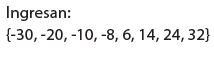 Ingresan:
{-30, -20, -10, -8, 6, 14, 24, 32}